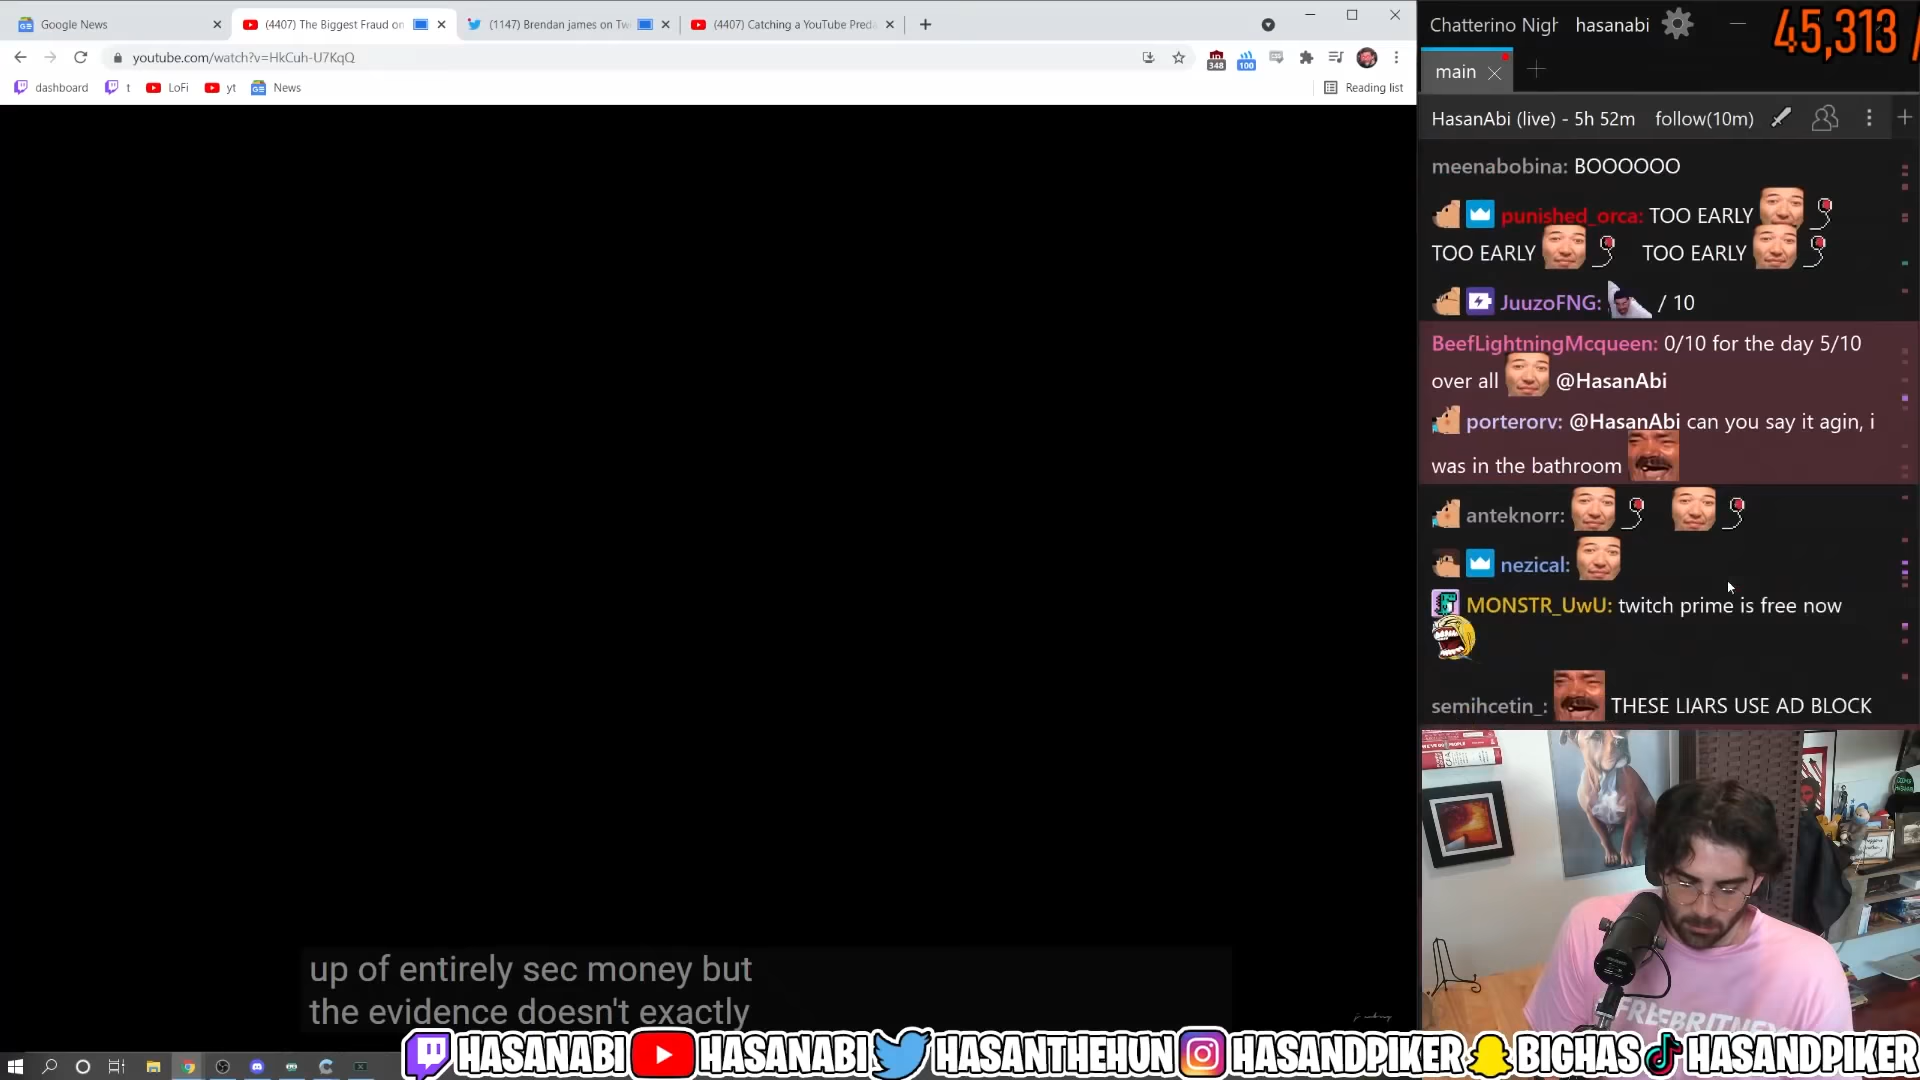 Google News
(4407) The Biggest Fraud on
(1147) Brendan james on Tw
(4407) Catching a YouTube Preda
youtube.com/watch?v=HkCuh-U7KqQ
348
100
dashboard
t
LoFi
yt
News
Reading list
up of entirely sec money but
the evidence doesn't exactly
Chatterino Nigh
hasanabi
45,313 /
main
HasanAbi (live) - 5h 52m
follow(10m)
meenabobina: BOOOOOO
punished_orca: TOO EARLY
TOO EARLY TOO EARLY
JuuzoFNG: / 10
BeefLightningMcqueen: 0/10 for the day 5/10
over all @HasanAbi
porterorv: @HasanAbi can you say it agin, i
was in the bathroom
anteknorr:
nezical:
MONSTR_UwU: twitch prime is free now
semihcetin_: THESE LIARS USE AD BLOCK
FREEBRITNEY
HASANABI HASANABI HASANTHEHUN HASANDPIKER BIGHAS HASANDPIKER